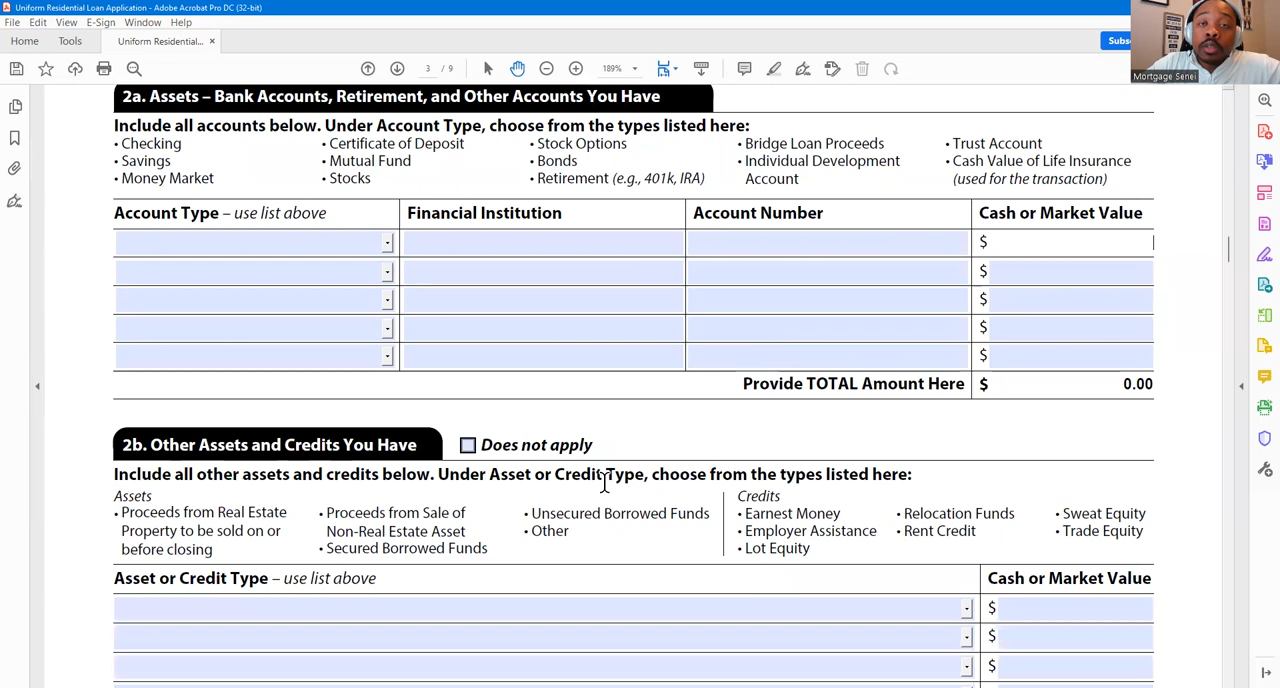 Uniform Residential Loan Application - Adobe Acrobat Pro DC (32-bit)
File Edit View E-Sign Window Help
Home Tools Uniform Residential... ×
Subs
3 / 9 189%
Mortgage Senei
2a. Assets – Bank Accounts, Retirement, and Other Accounts You Have
Include all accounts below. Under Account Type, choose from the types listed here:
• Checking • Certificate of Deposit • Stock Options • Bridge Loan Proceeds • Trust Account
• Savings • Mutual Fund • Bonds • Individual Development • Cash Value of Life Insurance
• Money Market • Stocks • Retirement (e.g., 401k, IRA) Account (used for the transaction)
Account Type – use list above Financial Institution Account Number Cash or Market Value
$
$
$
$
$
Provide TOTAL Amount Here $ 0.00
2b. Other Assets and Credits You Have Does not apply
Include all other assets and credits below. Under Asset or Credit Type, choose from the types listed here:
Assets Credits
• Proceeds from Real Estate • Proceeds from Sale of • Unsecured Borrowed Funds • Earnest Money • Relocation Funds • Sweat Equity
Property to be sold on or Non-Real Estate Asset • Other • Employer Assistance • Rent Credit • Trade Equity
before closing • Secured Borrowed Funds • Lot Equity
Asset or Credit Type – use list above Cash or Market Value
$
$
$